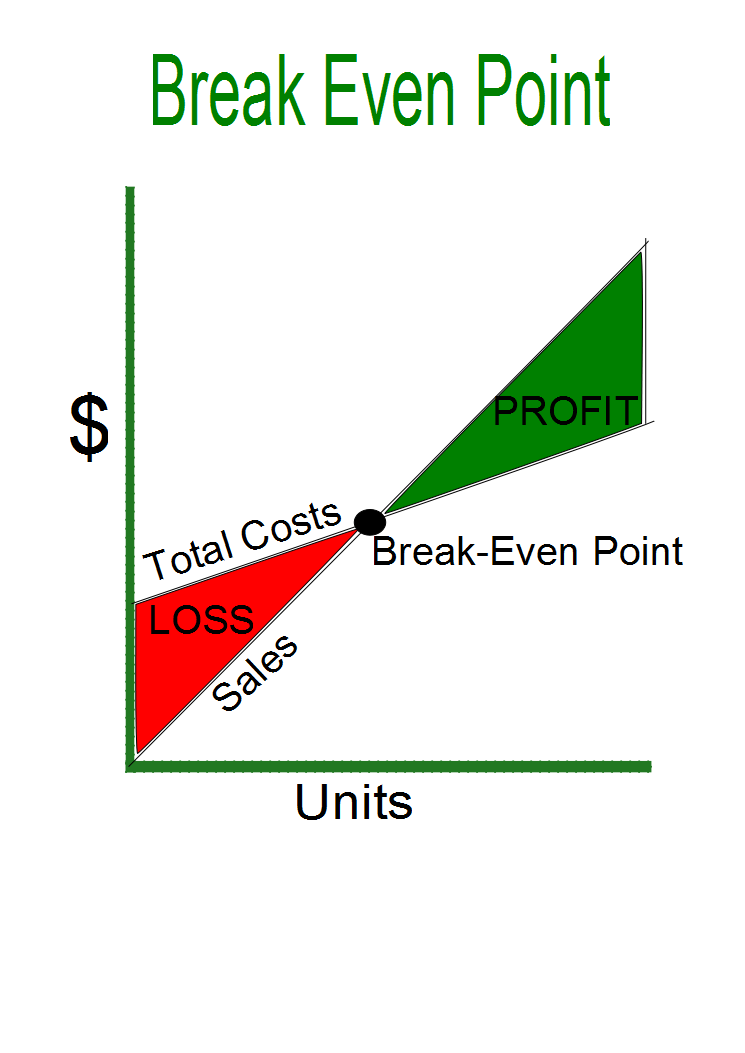 Break Even Point
$
Total Costs
PROFIT
Break-Even Point
LOSS
Sales
Units